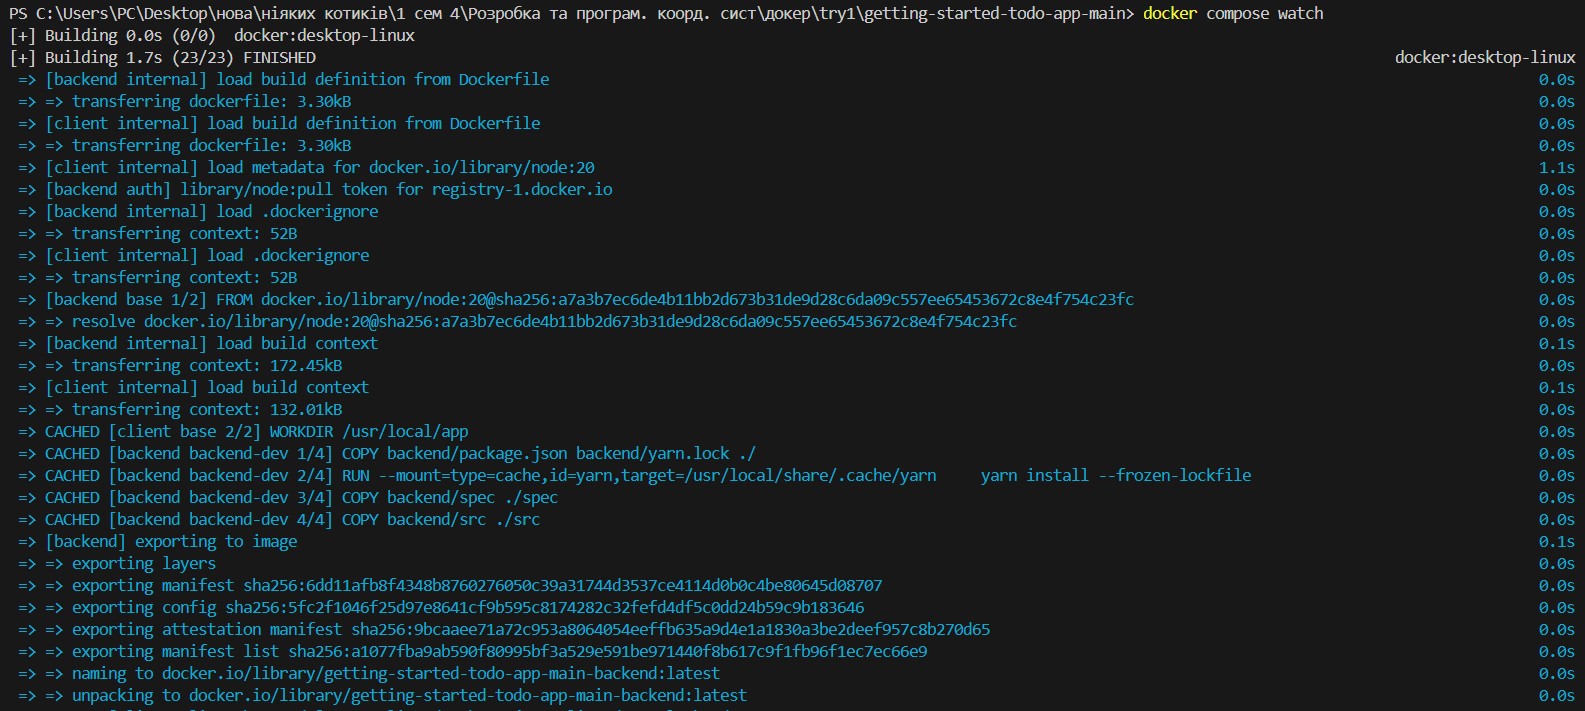 PS C:\Users\PC\Desktop\нова\ніяких котиків\1 сем 4\Розробка та програм. коорд. сист\докер\try1\getting-started-todo-app-main> docker compose watch
[+] Building 0.0s (0/0)  docker:desktop-linux
[+] Building 1.7s (23/23) FINISHED docker:desktop-linux
=> [backend internal] load build definition from Dockerfile 0.0s
=> => transferring dockerfile: 3.30kB 0.0s
=> [client internal] load build definition from Dockerfile 0.0s
=> => transferring dockerfile: 3.30kB 0.0s
=> [client internal] load metadata for docker.io/library/node:20 1.1s
=> [backend auth] library/node:pull token for registry-1.docker.io 0.0s
=> [backend internal] load .dockerignore 0.0s
=> => transferring context: 52B 0.0s
=> [client internal] load .dockerignore 0.0s
=> => transferring context: 52B 0.0s
=> [backend base 1/2] FROM docker.io/library/node:20@sha256:a7a3b7ec6de4b11bb2d673b31de9d28c6da09c557ee65453672c8e4f754c23fc 0.0s
=> => resolve docker.io/library/node:20@sha256:a7a3b7ec6de4b11bb2d673b31de9d28c6da09c557ee65453672c8e4f754c23fc 0.0s
=> [backend internal] load build context 0.1s
=> => transferring context: 172.45kB 0.0s
=> [client internal] load build context 0.1s
=> => transferring context: 132.01kB 0.0s
=> CACHED [client base 2/2] WORKDIR /usr/local/app 0.0s
=> CACHED [backend backend-dev 1/4] COPY backend/package.json backend/yarn.lock ./ 0.0s
=> CACHED [backend backend-dev 2/4] RUN --mount=type=cache,id=yarn,target=/usr/local/share/.cache/yarn     yarn install --frozen-lockfile 0.0s
=> CACHED [backend backend-dev 3/4] COPY backend/spec ./spec 0.0s
=> CACHED [backend backend-dev 4/4] COPY backend/src ./src 0.0s
=> [backend] exporting to image 0.1s
=> => exporting layers 0.0s
=> => exporting manifest sha256:6dd11afb8f4348b8760276050c39a31744d3537ce4114d0b0c4be80645d08707 0.0s
=> => exporting config sha256:5fc2f1046f25d97e8641cf9b595c8174282c32fefd4df5c0dd24b59c9b183646 0.0s
=> => exporting attestation manifest sha256:9bcaaee71a72c953a8064054eeffb635a9d4e1a1830a3be2deef957c8b270d65 0.0s
=> => exporting manifest list sha256:a1077fba9ab590f80995bf3a529e591be971440f8b617c9f1fb96f1ec7ec66e9 0.0s
=> => naming to docker.io/library/getting-started-todo-app-main-backend:latest 0.0s
=> => unpacking to docker.io/library/getting-started-todo-app-main-backend:latest 0.0s